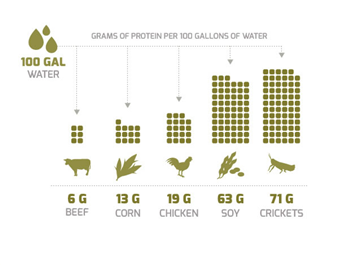 GRAMS OF PROTEIN PER 100 GALLONS OF WATER
100 GAL
WATER
6 G
BEEF
13 G
CORN
19 G
CHICKEN
63 G
SOY
71 G
CRICKETS